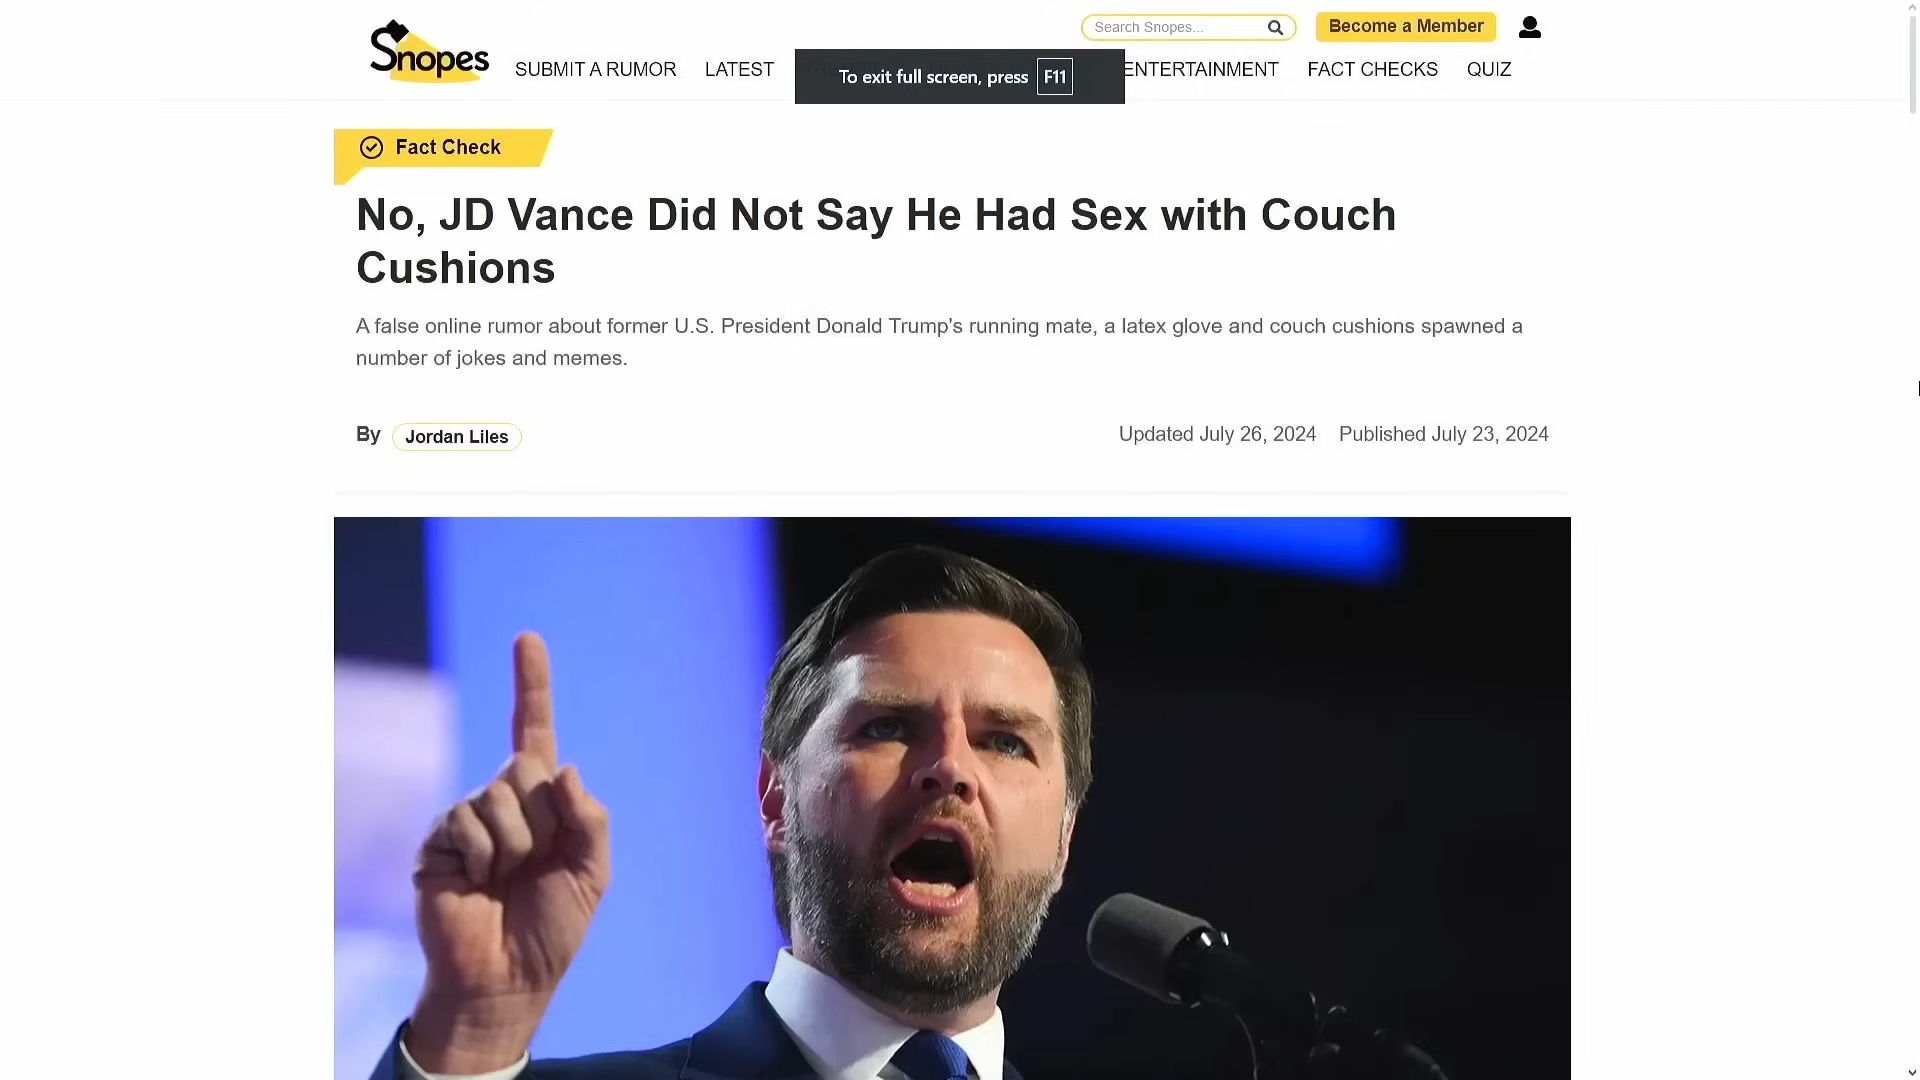 Snopes
Search Snopes...
Become a Member
SUBMIT A RUMOR
LATEST
To exit full screen, press F11
ENTERTAINMENT
FACT CHECKS
QUIZ
Fact Check
No, JD Vance Did Not Say He Had Sex with Couch
Cushions
A false online rumor about former U.S. President Donald Trump's running mate, a latex glove and couch cushions spawned a
number of jokes and memes.
By Jordan Liles
Updated July 26, 2024 Published July 23, 2024